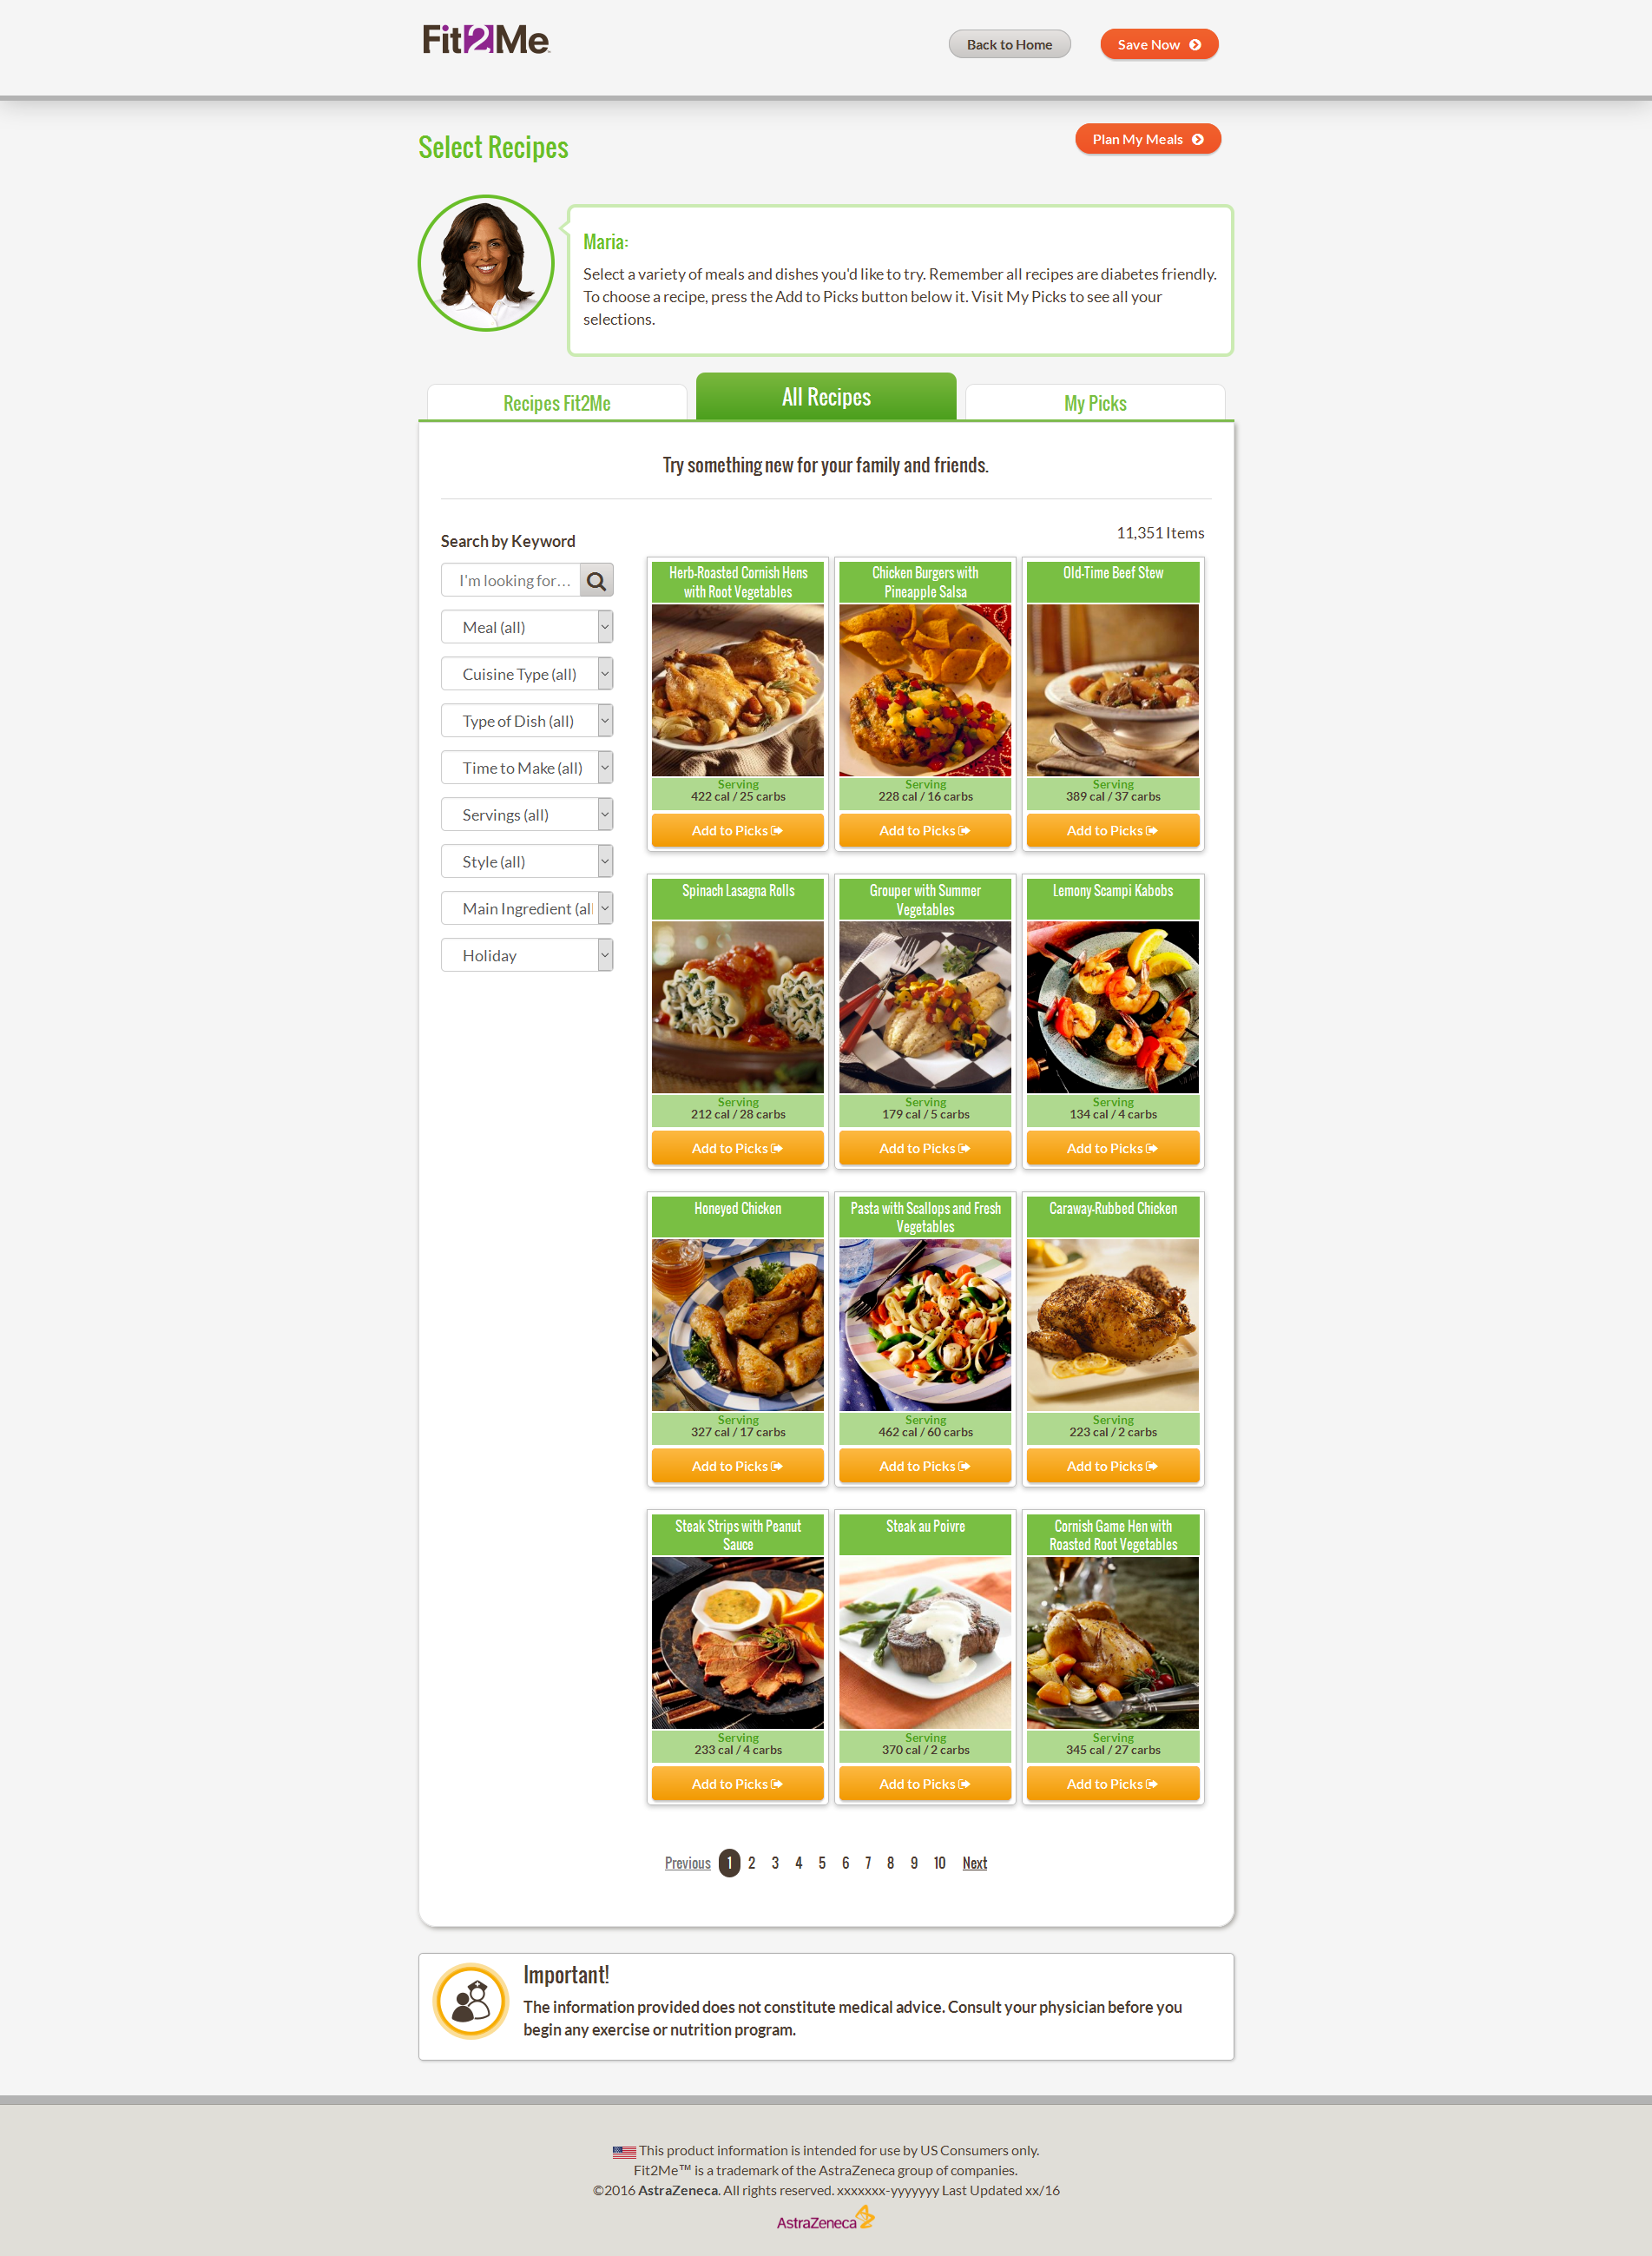 Fit2Me
Back to Home
Save Now
Select Recipes
Plan My Meals
Maria:
Select a variety of meals and dishes you'd like to try. Remember all recipes are diabetes friendly.
To choose a recipe, press the Add to Picks button below it. Visit My Picks to see all your
selections.
Recipes Fit2Me
All Recipes
My Picks
Try something new for your family and friends.
11,351 Items
Search by Keyword
I'm looking for…
Meal (all)
Cuisine Type (all)
Type of Dish (all)
Time to Make (all)
Servings (all)
Style (all)
Main Ingredient (all
Holiday
Herb-Roasted Cornish Hens
with Root Vegetables
Serving
422 cal / 25 carbs
Add to Picks
Chicken Burgers with
Pineapple Salsa
Serving
228 cal / 16 carbs
Add to Picks
Old-Time Beef Stew
Serving
389 cal / 37 carbs
Add to Picks
Spinach Lasagna Rolls
Serving
212 cal / 28 carbs
Add to Picks
Grouper with Summer
Vegetables
Serving
179 cal / 5 carbs
Add to Picks
Lemony Scampi Kabobs
Serving
134 cal / 4 carbs
Add to Picks
Honeyed Chicken
Serving
327 cal / 17 carbs
Add to Picks
Pasta with Scallops and Fresh
Vegetables
Serving
462 cal / 60 carbs
Add to Picks
Caraway-Rubbed Chicken
Serving
223 cal / 2 carbs
Add to Picks
Steak Strips with Peanut
Sauce
Serving
233 cal / 4 carbs
Add to Picks
Steak au Poivre
Serving
370 cal / 2 carbs
Add to Picks
Cornish Game Hen with
Roasted Root Vegetables
Serving
345 cal / 27 carbs
Add to Picks
Previous 1 2 3 4 5 6 7 8 9 10 Next
Important!
The information provided does not constitute medical advice. Consult your physician before you
begin any exercise or nutrition program.
This product information is intended for use by US Consumers only.
Fit2Me™ is a trademark of the AstraZeneca group of companies.
©2016 AstraZeneca. All rights reserved. xxxxxxx-yyyyyyy Last Updated xx/16
AstraZeneca